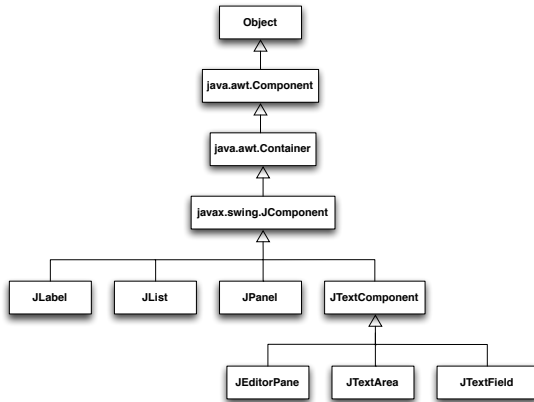 Object
java.awt.Component
java.awt.Container
javax.swing.JComponent
JLabel
JList
JPanel
JTextComponent
JEditorPane
JTextArea
JTextField